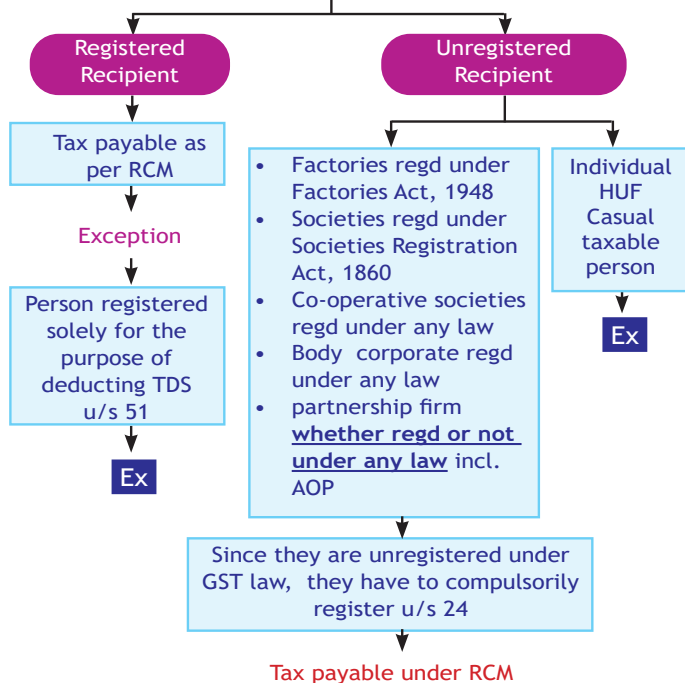 Registered
Recipient
Tax payable as
per RCM
Exception
Person registered
solely for the
purpose of
deducting TDS
u/s 51
Ex
Unregistered
Recipient
• Factories regd under
Factories Act, 1948
• Societies regd under
Societies Registration
Act, 1860
• Co-operative societies
regd under any law
• Body corporate regd
under any law
• partnership firm
whether regd or not
under any law incl.
AOP
Individual
HUF
Casual
taxable
person
Ex
Since they are unregistered under
GST law, they have to compulsorily
register u/s 24
Tax payable under RCM